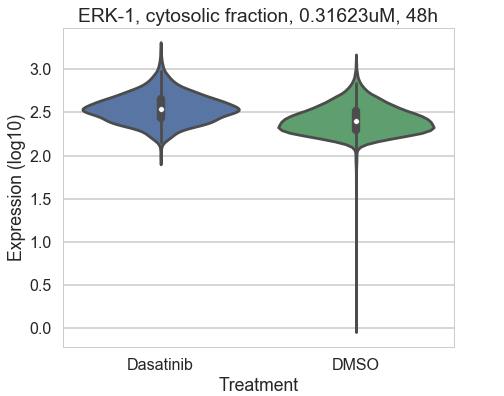 ERK-1, cytosolic fraction, 0.31623uM, 48h
3.0
2.5
2.0
1.5
1.0
0.5
0.0
Expression (log10)
Dasatinib DMSO
Treatment